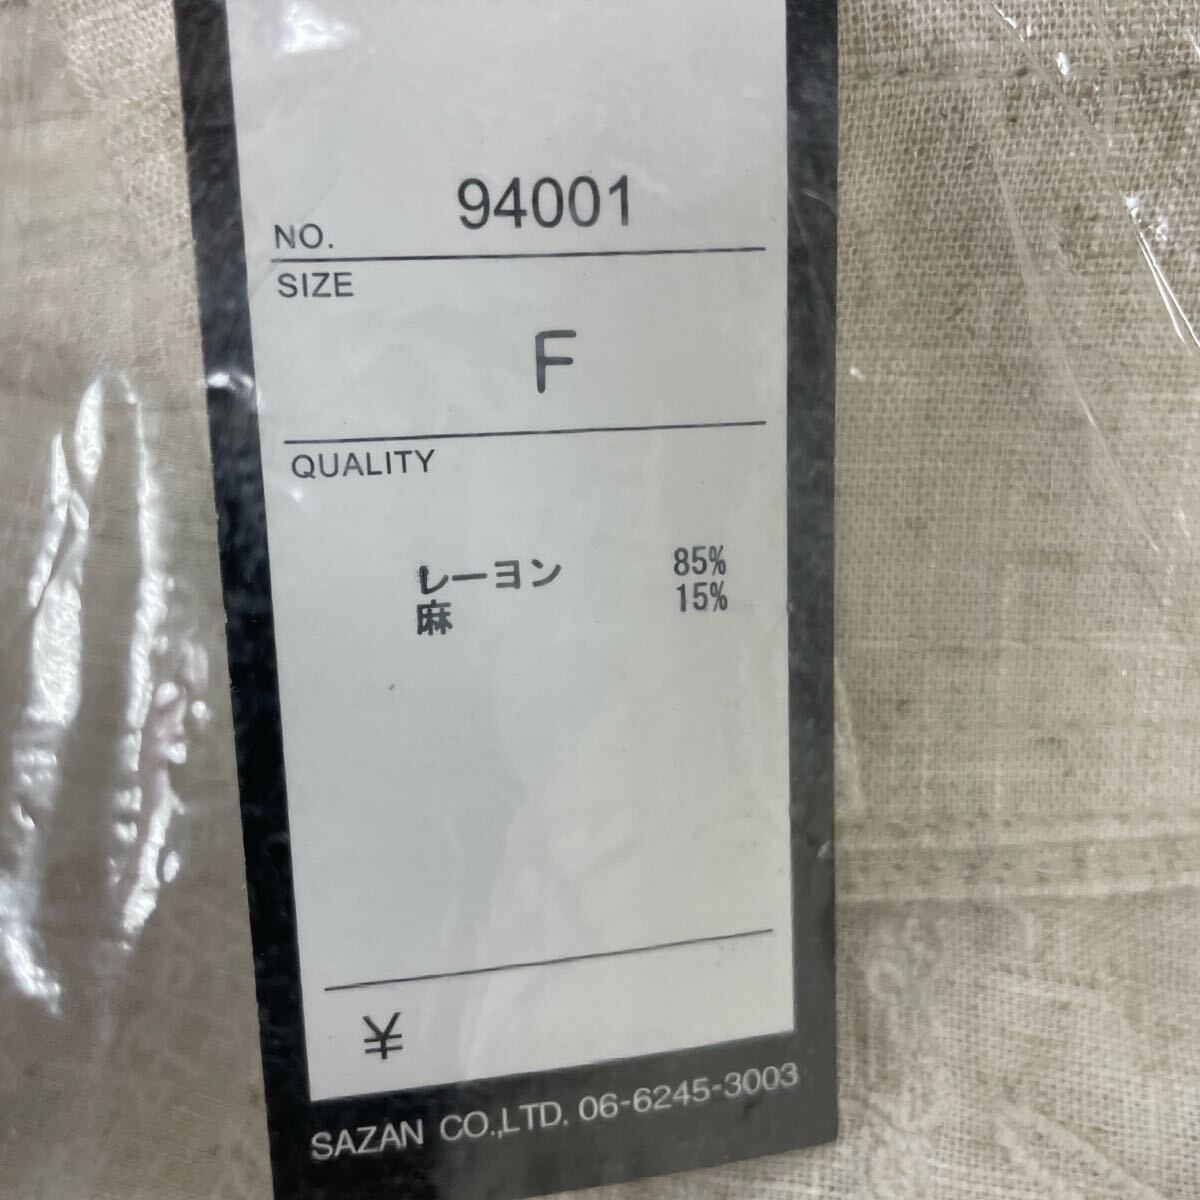 NO. 94001
SIZE
F
QUALITY
レーヨン 85%
麻 15%
¥
SAZAN CO.,LTD. 06-6245-3003